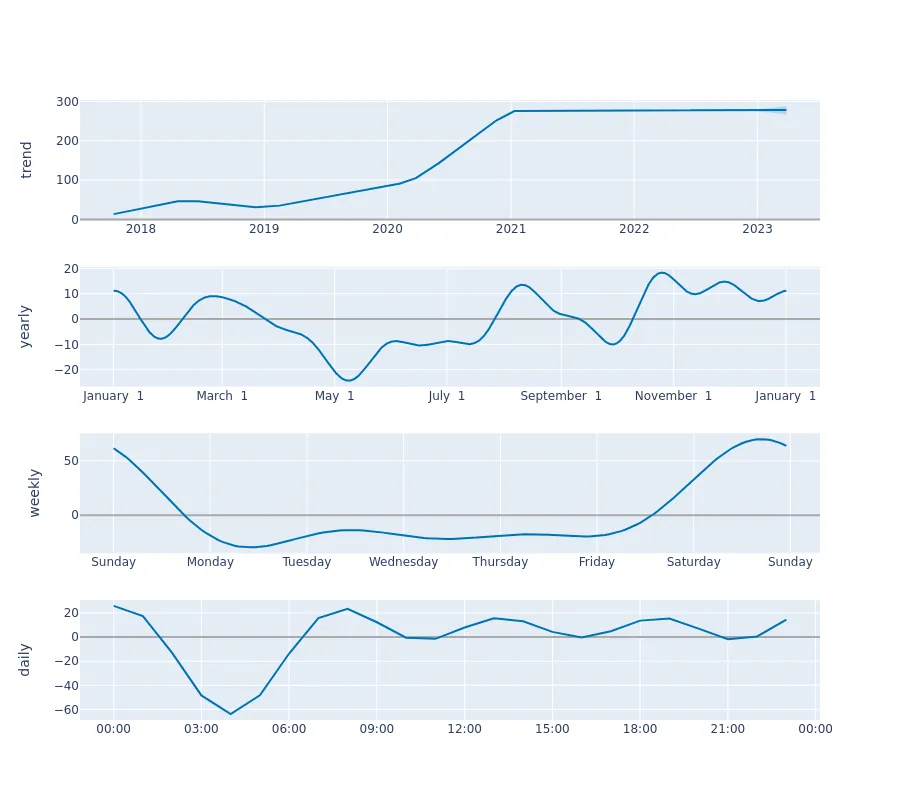 300
200
100
0
trend
2018 2019 2020 2021 2022 2023
20
10
0
−10
−20
yearly
January 1 March 1 May 1 July 1 September 1 November 1 January 1
50
0
weekly
Sunday Monday Tuesday Wednesday Thursday Friday Saturday Sunday
20
0
−20
−40
−60
daily
00:00 03:00 06:00 09:00 12:00 15:00 18:00 21:00 00:00